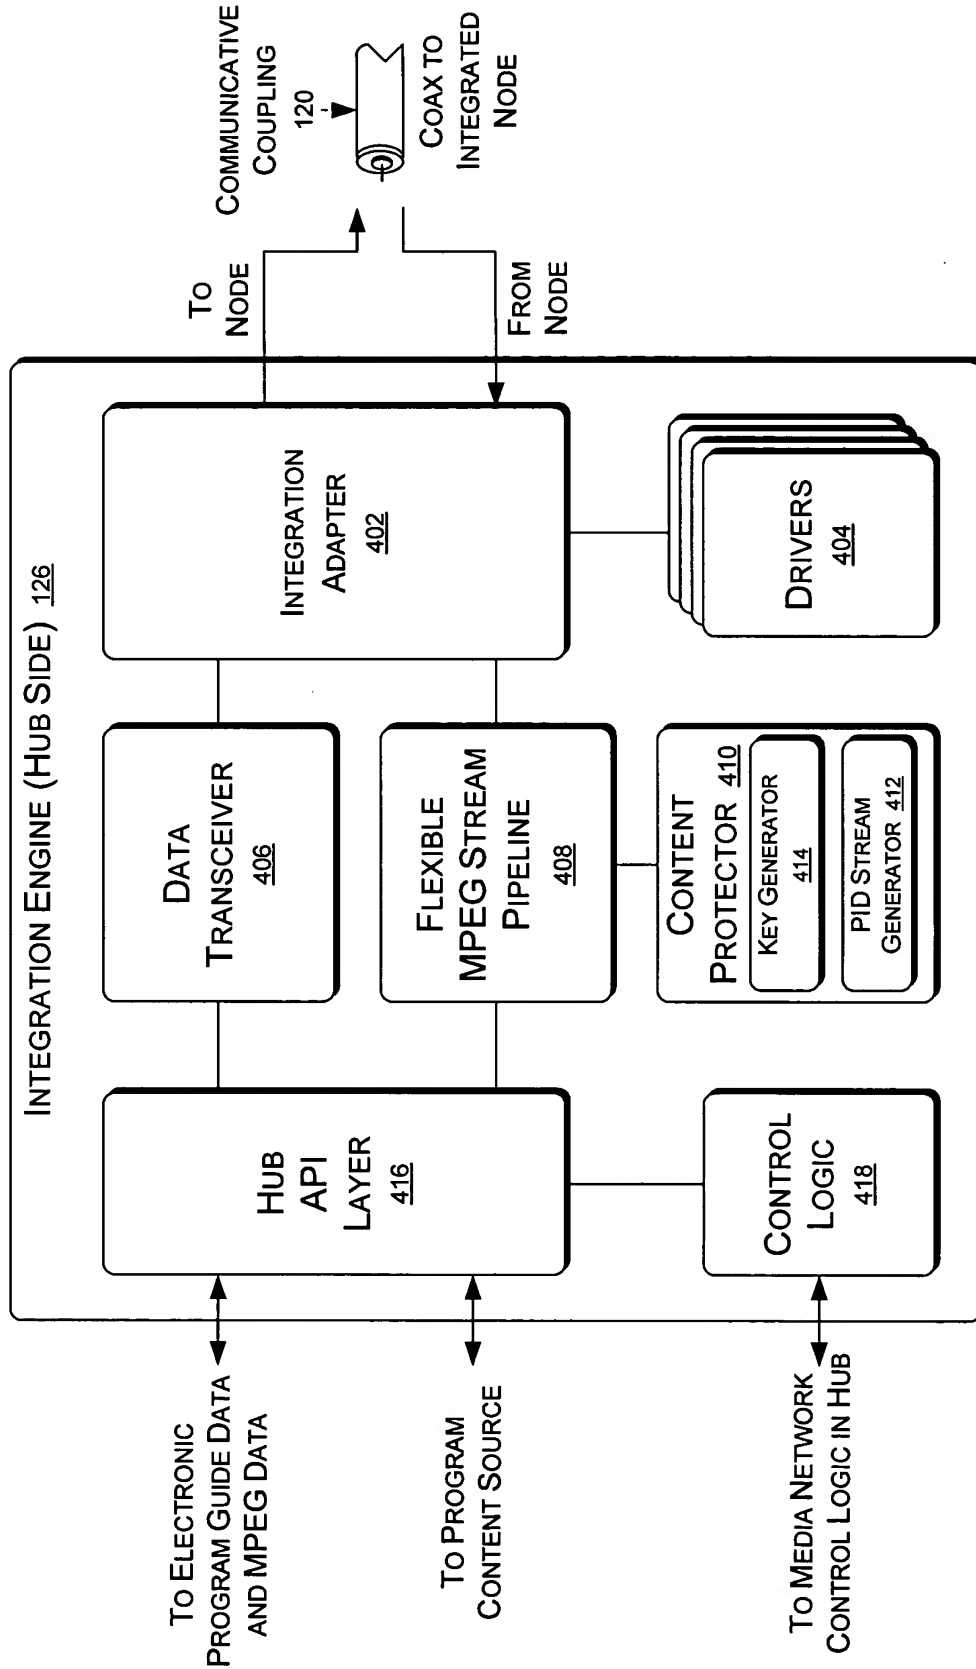 INTEGRATION ENGINE (HUB SIDE) 126
TO ELECTRONIC
PROGRAM GUIDE DATA
AND MPEG DATA
TO PROGRAM
CONTENT SOURCE
TO MEDIA NETWORK
CONTROL LOGIC IN HUB
HUB
API
LAYER
416
CONTROL
LOGIC
418
DATA
TRANSCEIVER
406
FLEXIBLE
MPEG STREAM
PIPELINE
408
CONTENT
PROTECTOR 410
KEY GENERATOR
414
PID STREAM
GENERATOR 412
INTEGRATION
ADAPTER
402
DRIVERS
404
TO
NODE
FROM
NODE
COMMUNICATIVE
COUPLING
120
COAX TO
INTEGRATED
NODE